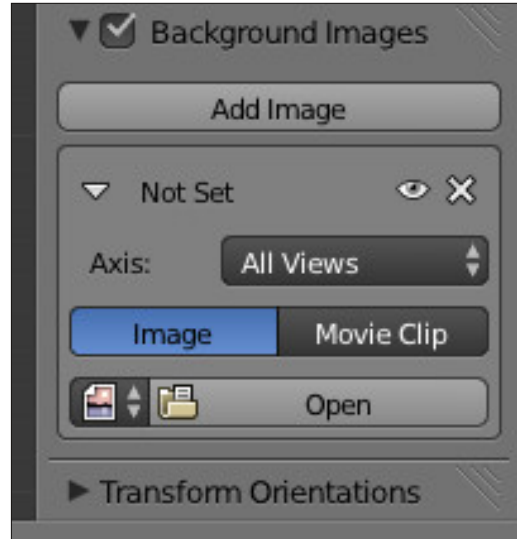 Background Images
Add Image
Not Set
Axis: All Views
Image Movie Clip
Open
Transform Orientations